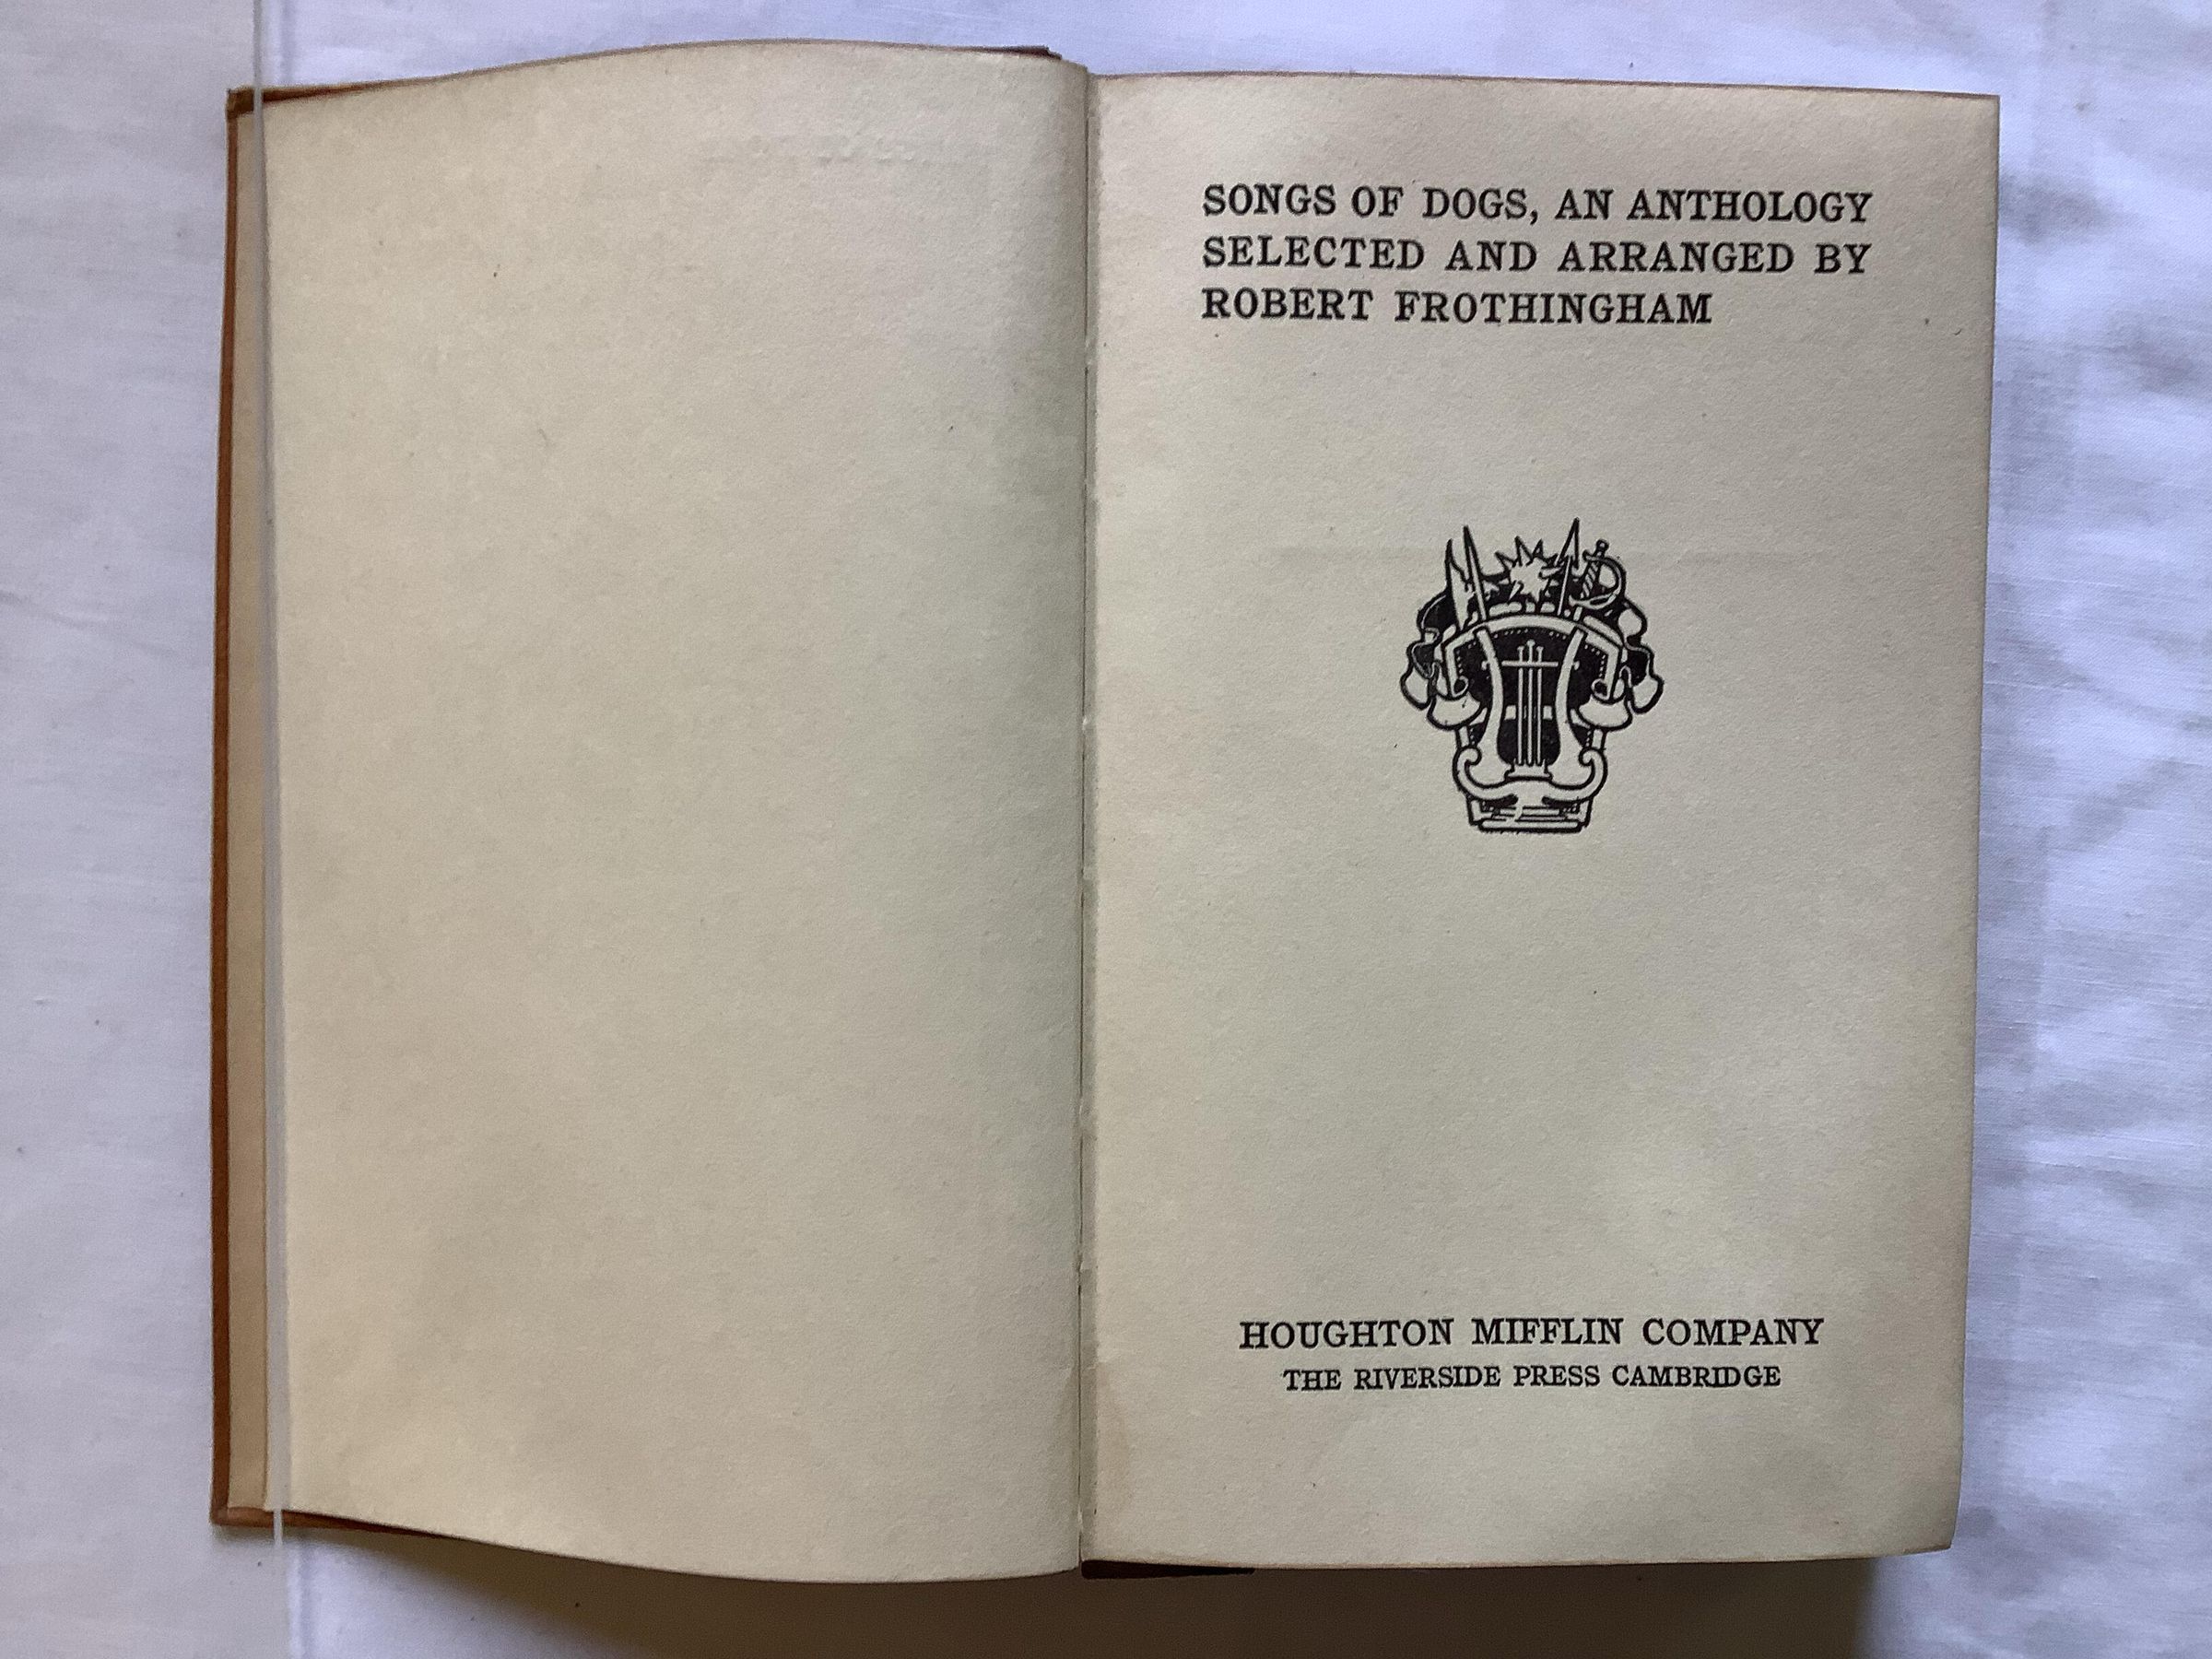 SONGS OF DOGS, AN ANTHOLOGY
SELECTED AND ARRANGED BY
ROBERT FROTHINGHAM
HOUGHTON MIFFLIN COMPANY
THE RIVERSIDE PRESS CAMBRIDGE